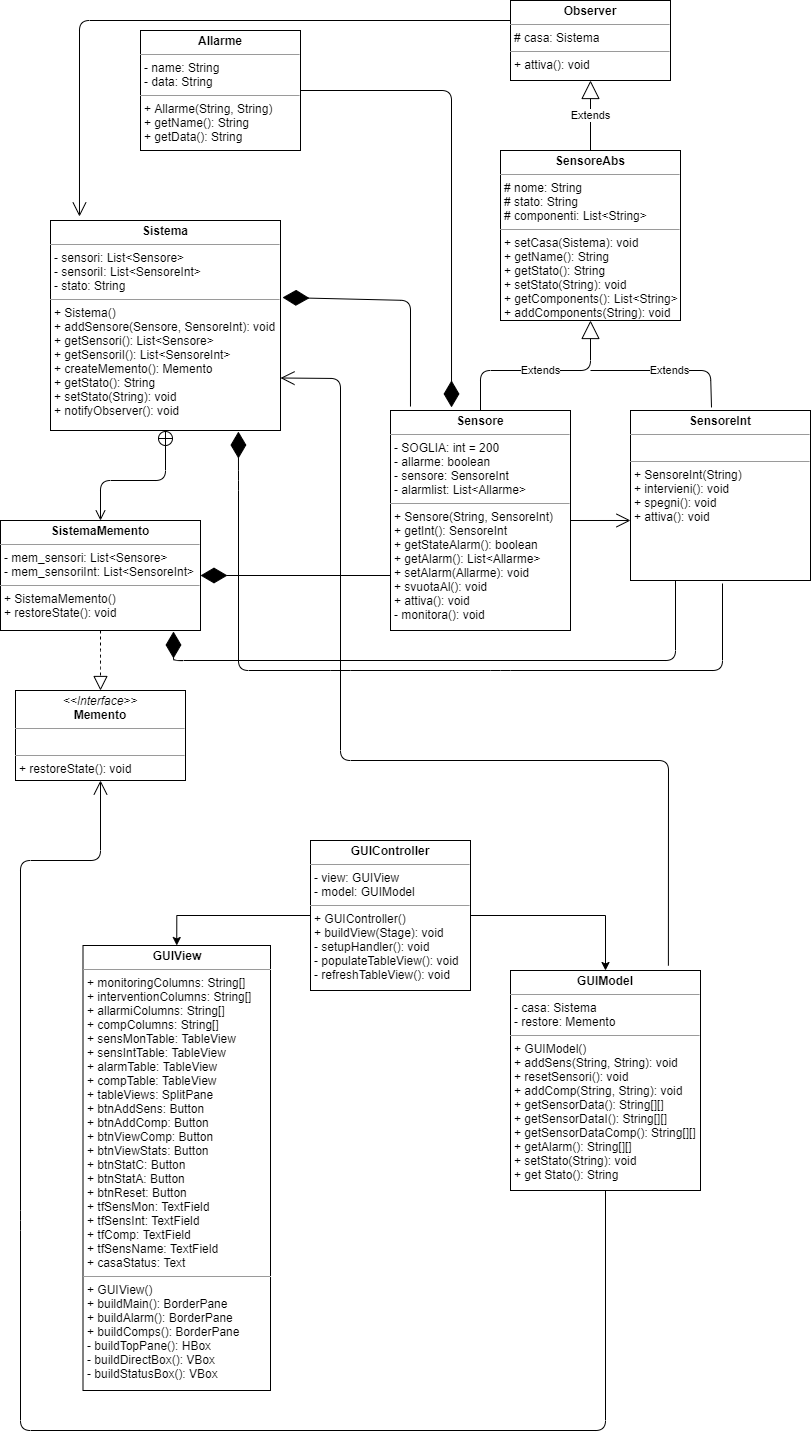 Observer
# casa: Sistema
+ attiva(): void
Allarme
- name: String
- data: String
+ Allarme(String, String)
+ getName(): String
+ getData(): String
Extends
SensoreAbs
# nome: String
# stato: String
# componenti: List<String>
+ setCasa(Sistema): void
+ getName(): String
+ getStato(): String
+ setStato(String): void
+ getComponents(): List<String>
+ addComponents(String): void
Sistema
- sensori: List<Sensore>
- sensoriI: List<SensoreInt>
- stato: String
+ Sistema()
+ addSensore(Sensore, SensoreInt): void
+ getSensori(): List<Sensore>
+ getSensoriI(): List<SensoreInt>
+ createMemento(): Memento
+ getStato(): String
+ setStato(String): void
+ notifyObserver(): void
Extends
Extends
Sensore
- SOGLIA: int = 200
- allarme: boolean
- sensore: SensoreInt
- alarmlist: List<Allarme>
+ Sensore(String, SensoreInt)
+ getInt(): SensoreInt
+ getStateAlarm(): boolean
+ getAlarm(): List<Allarme>
+ setAlarm(Allarme): void
+ svuotaAl(): void
+ attiva(): void
- monitora(): void
SensoreInt
+ SensoreInt(String)
+ intervieni(): void
+ spegni(): void
+ attiva(): void
SistemaMemento
- mem_sensori: List<Sensore>
- mem_sensoriInt: List<SensoreInt>
+ SistemaMemento()
+ restoreState(): void
<<Interface>>
Memento
+ restoreState(): void
GUIController
- view: GUIView
- model: GUIModel
+ GUIController()
+ buildView(Stage): void
- setupHandler(): void
- populateTableView(): void
- refreshTableView(): void
GUIView
+ monitoringColumns: String[]
+ interventionColumns: String[]
+ allarmiColumns: String[]
+ compColumns: String[]
+ sensMonTable: TableView
+ sensIntTable: TableView
+ alarmTable: TableView
+ compTable: TableView
+ tableViews: SplitPane
+ btnAddSens: Button
+ btnAddComp: Button
+ btnViewComp: Button
+ btnViewStats: Button
+ btnStatC: Button
+ btnStatA: Button
+ btnReset: Button
+ tfSensMon: TextField
+ tfSensInt: TextField
+ tfComp: TextField
+ tfSensName: TextField
+ casaStatus: Text
+ GUIView()
+ buildMain(): BorderPane
+ buildAlarm(): BorderPane
+ buildComps(): BorderPane
- buildTopPane(): HBox
- buildDirectBox(): VBox
- buildStatusBox(): VBox
GUIModel
- casa: Sistema
- restore: Memento
+ GUIModel()
+ addSens(String, String): void
+ resetSensori(): void
+ addComp(String, String): void
+ getSensorData(): String[][]
+ getSensorDataI(): String[][]
+ getSensorDataComp(): String[][]
+ getAlarm(): String[][]
+ setStato(String): void
+ get Stato(): String